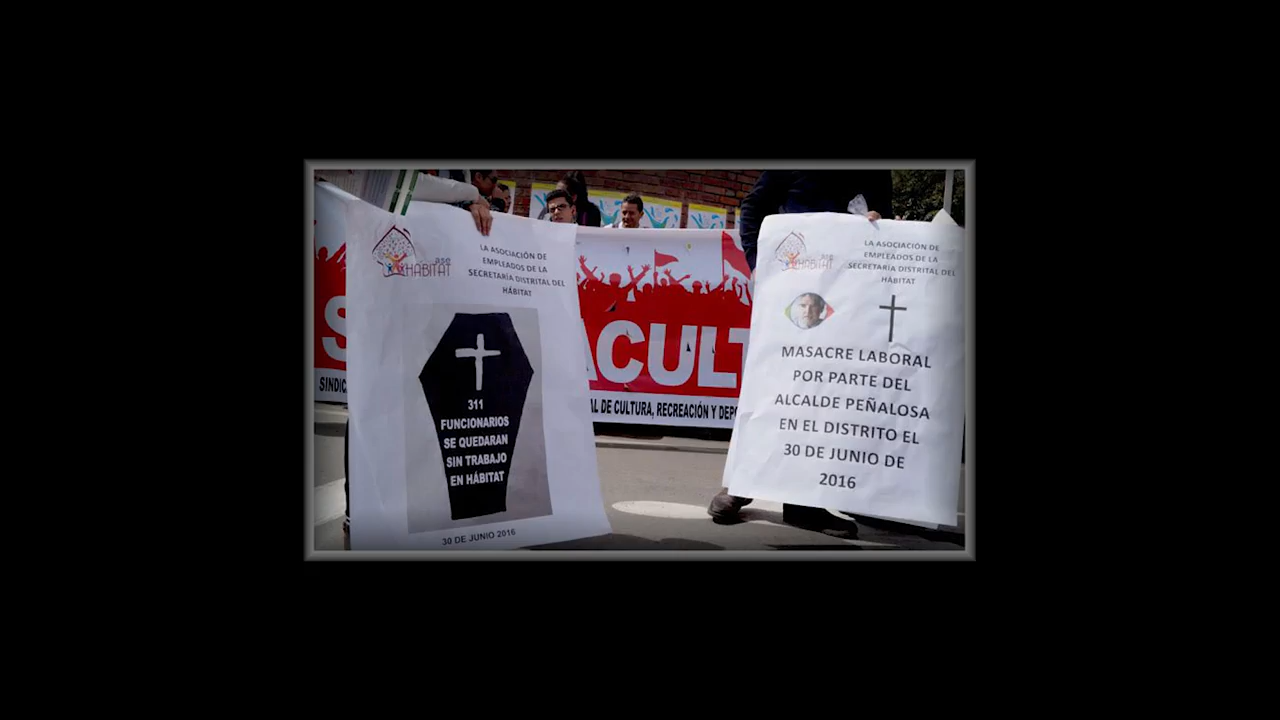 LA ASOCIACIÓN DE
EMPLEADOS DE LA
SECRETARÍA DISTRITAL DEL
HÁBITAT
ase
HÁBITAT
311
FUNCIONARIOS
SE QUEDARAN
SIN TRABAJO
EN HÁBITAT
30 DE JUNIO 2016
S
SINDIC
ACULT
AL DE CULTURA, RECREACIÓN Y DEPO
LA ASOCIACIÓN DE
EMPLEADOS DE LA
SECRETARÍA DISTRITAL DEL
HÁBITAT
ase
HÁBITAT
MASACRE LABORAL
POR PARTE DEL
ALCALDE PEÑALOSA
EN EL DISTRITO EL
30 DE JUNIO DE
2016